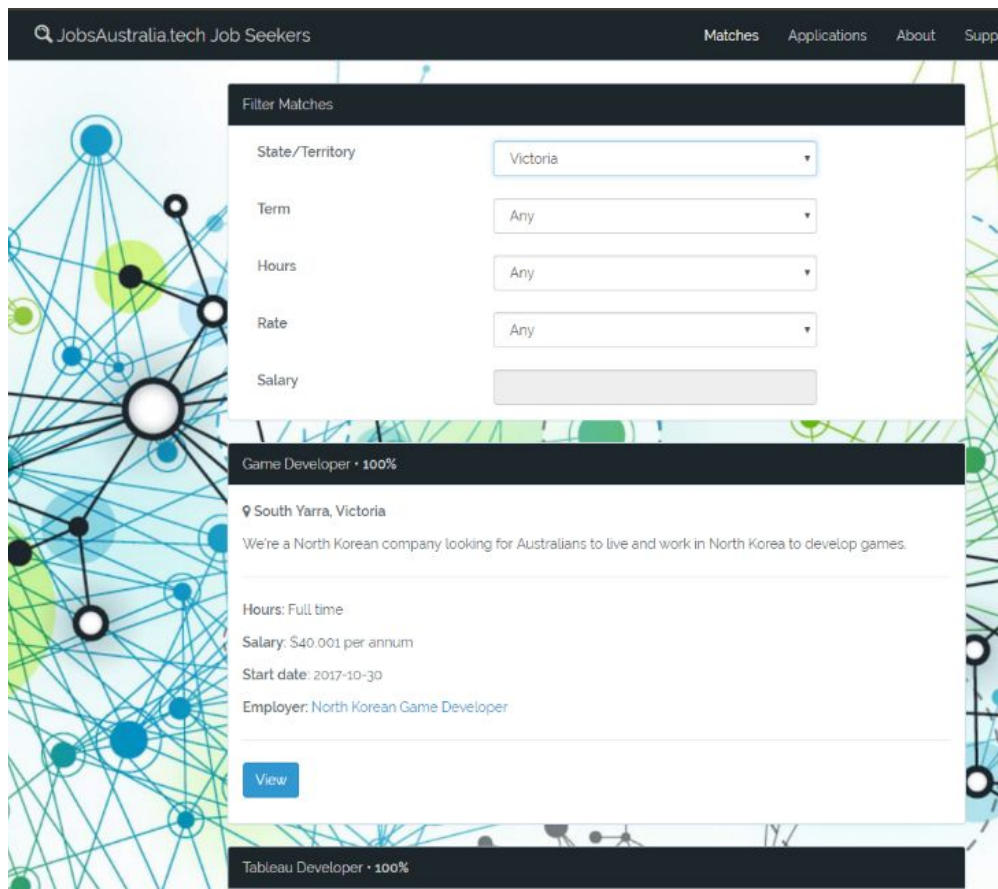 JobsAustralia.tech Job Seekers
Matches Applications About Supp
Filter Matches
State/Territory Victoria
Term Any
Hours Any
Rate Any
Salary
Game Developer • 100%
South Yarra, Victoria
We're a North Korean company looking for Australians to live and work in North Korea to develop games.
Hours: Full time
Salary: $40.001 per annum
Start date: 2017-10-30
Employer: North Korean Game Developer
View
Tableau Developer • 100%